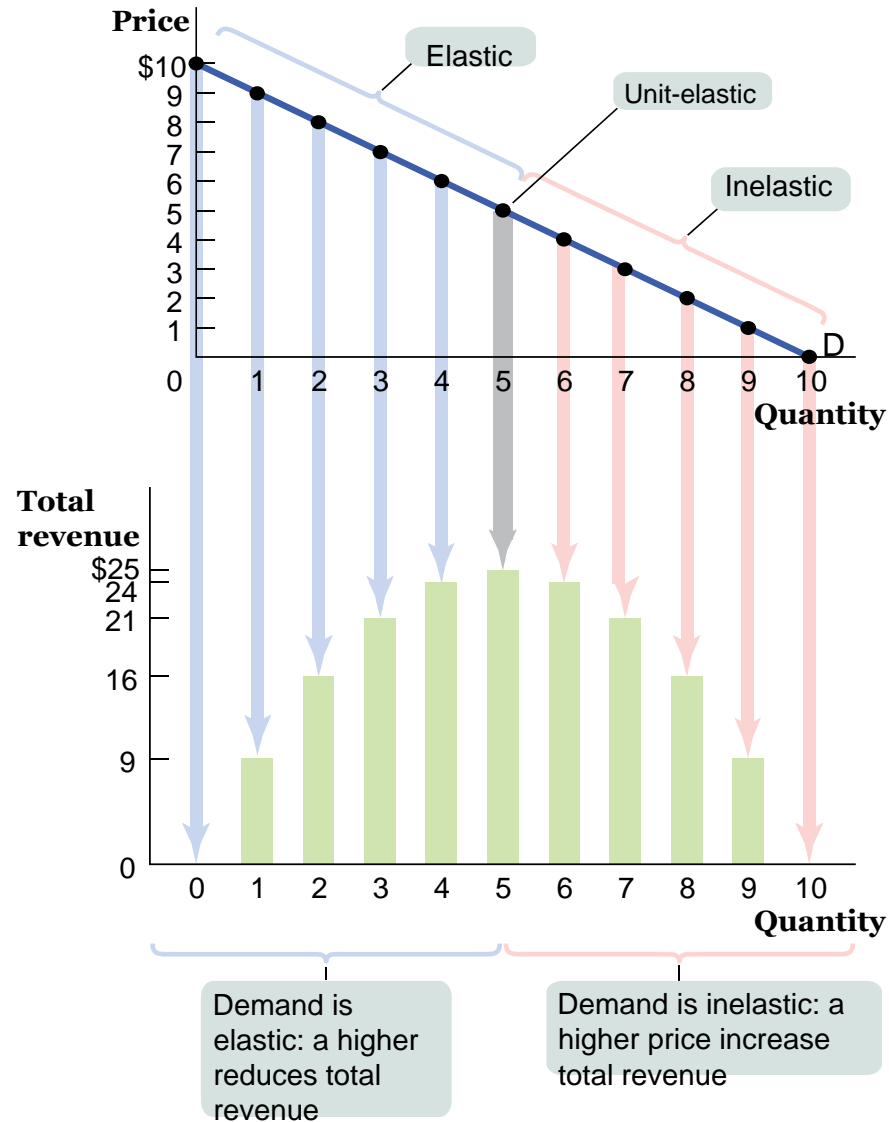 Price
Elastic
$10
9
8
7
6
5
4
3
2
1
Unit-elastic
Inelastic
D
0 1 2 3 4 5 6 7 8 9 10
Quantity
Total
revenue
$25
24
21
16
9
0
0 1 2 3 4 5 6 7 8 9 10
Quantity
Demand is
elastic: a higher
reduces total
revenue
Demand is inelastic: a
higher price increase
total revenue